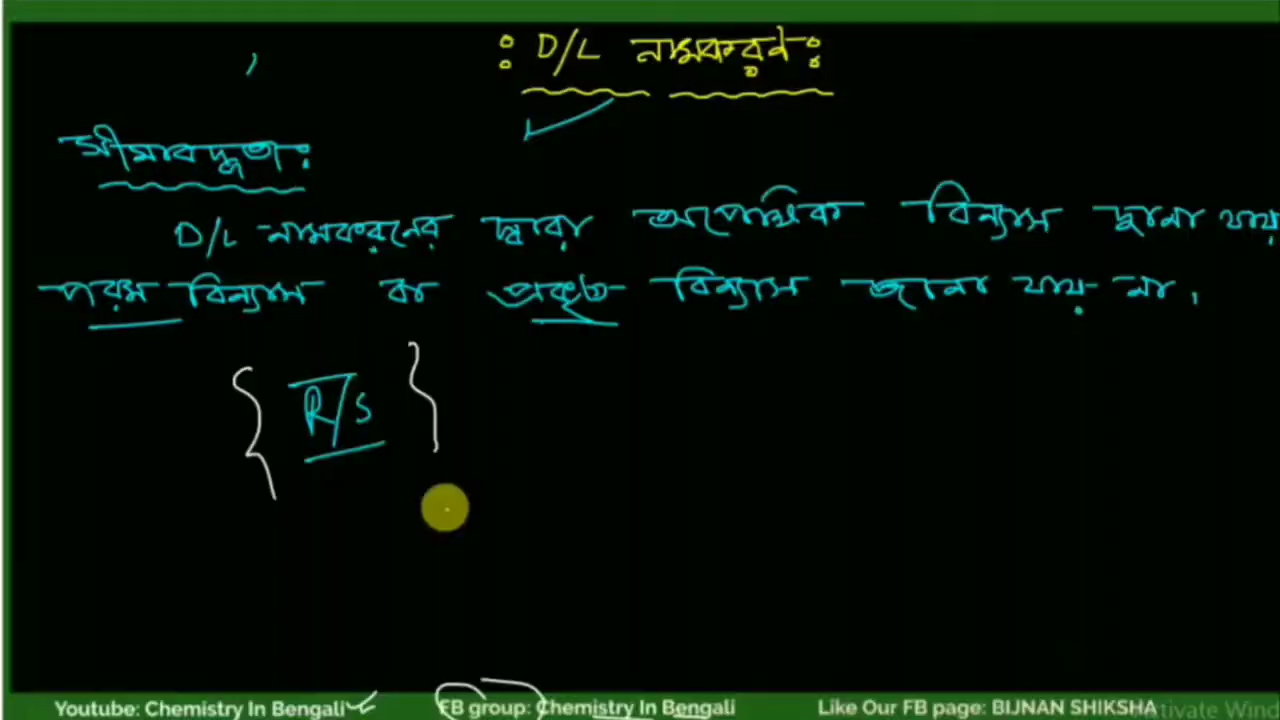 : D/L নামকরণ :
সীমাবদ্ধতা :
D/L নামকরনের দ্বারা আপেক্ষিক বিন্যাস জানা যায়
পরম বিন্যাস বা প্রকৃত বিন্যাস জানা যায় না।
{ R/S }
Youtube: Chemistry In Bengali FB group: Chemistry In Bengali Like Our FB page: BIJNAN SHIKSHA